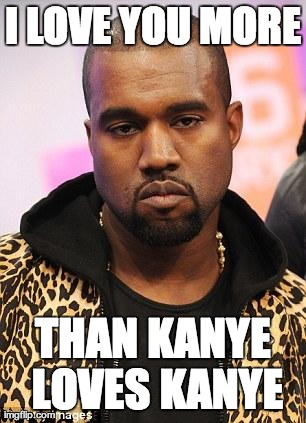 I LOVE YOU MORE
THAN KANYE
LOVES KANYE
imgflip.com